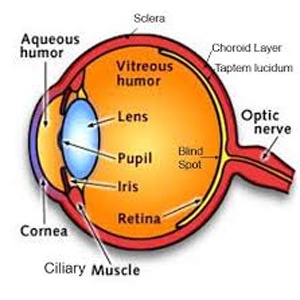 Sclera
Aqueous
humor
Vitreous
humor
Choroid Layer
Taptem lucidum
Lens
Optic
nerve
Pupil
Blind
Spot
Iris
Retina
Cornea
Ciliary Muscle